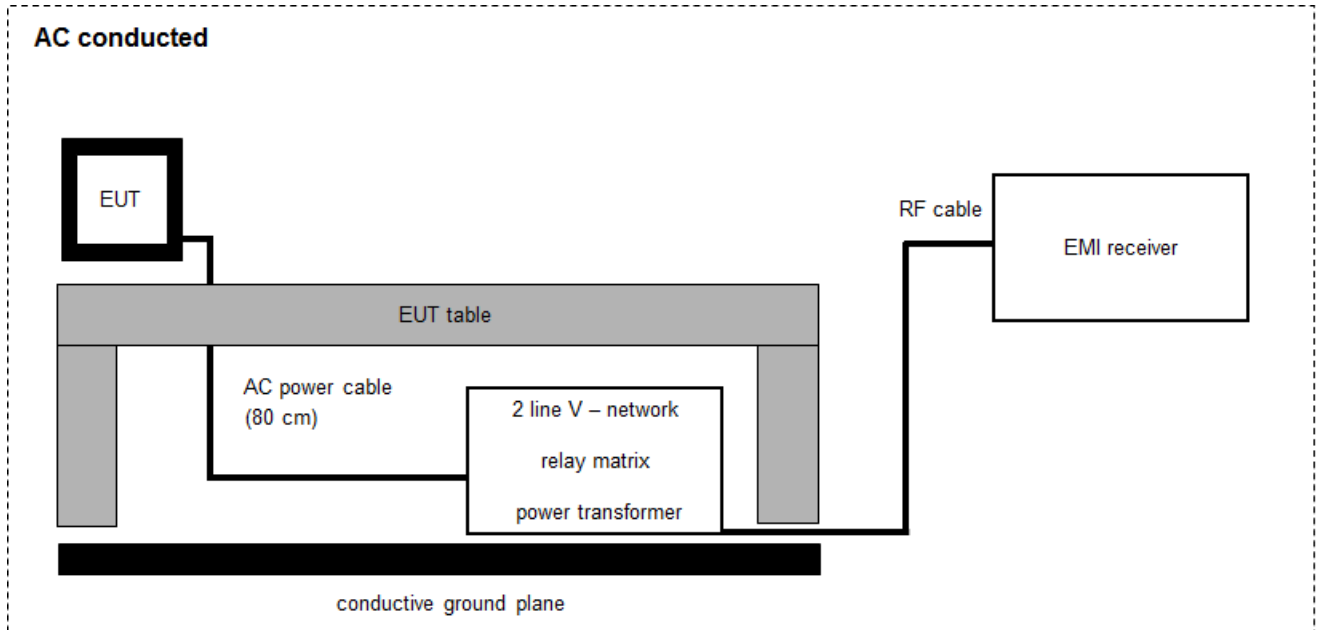 AC conducted
EUT
RF cable
EMI receiver
EUT table
AC power cable
(80 cm)
2 line V – network
relay matrix
power transformer
conductive ground plane